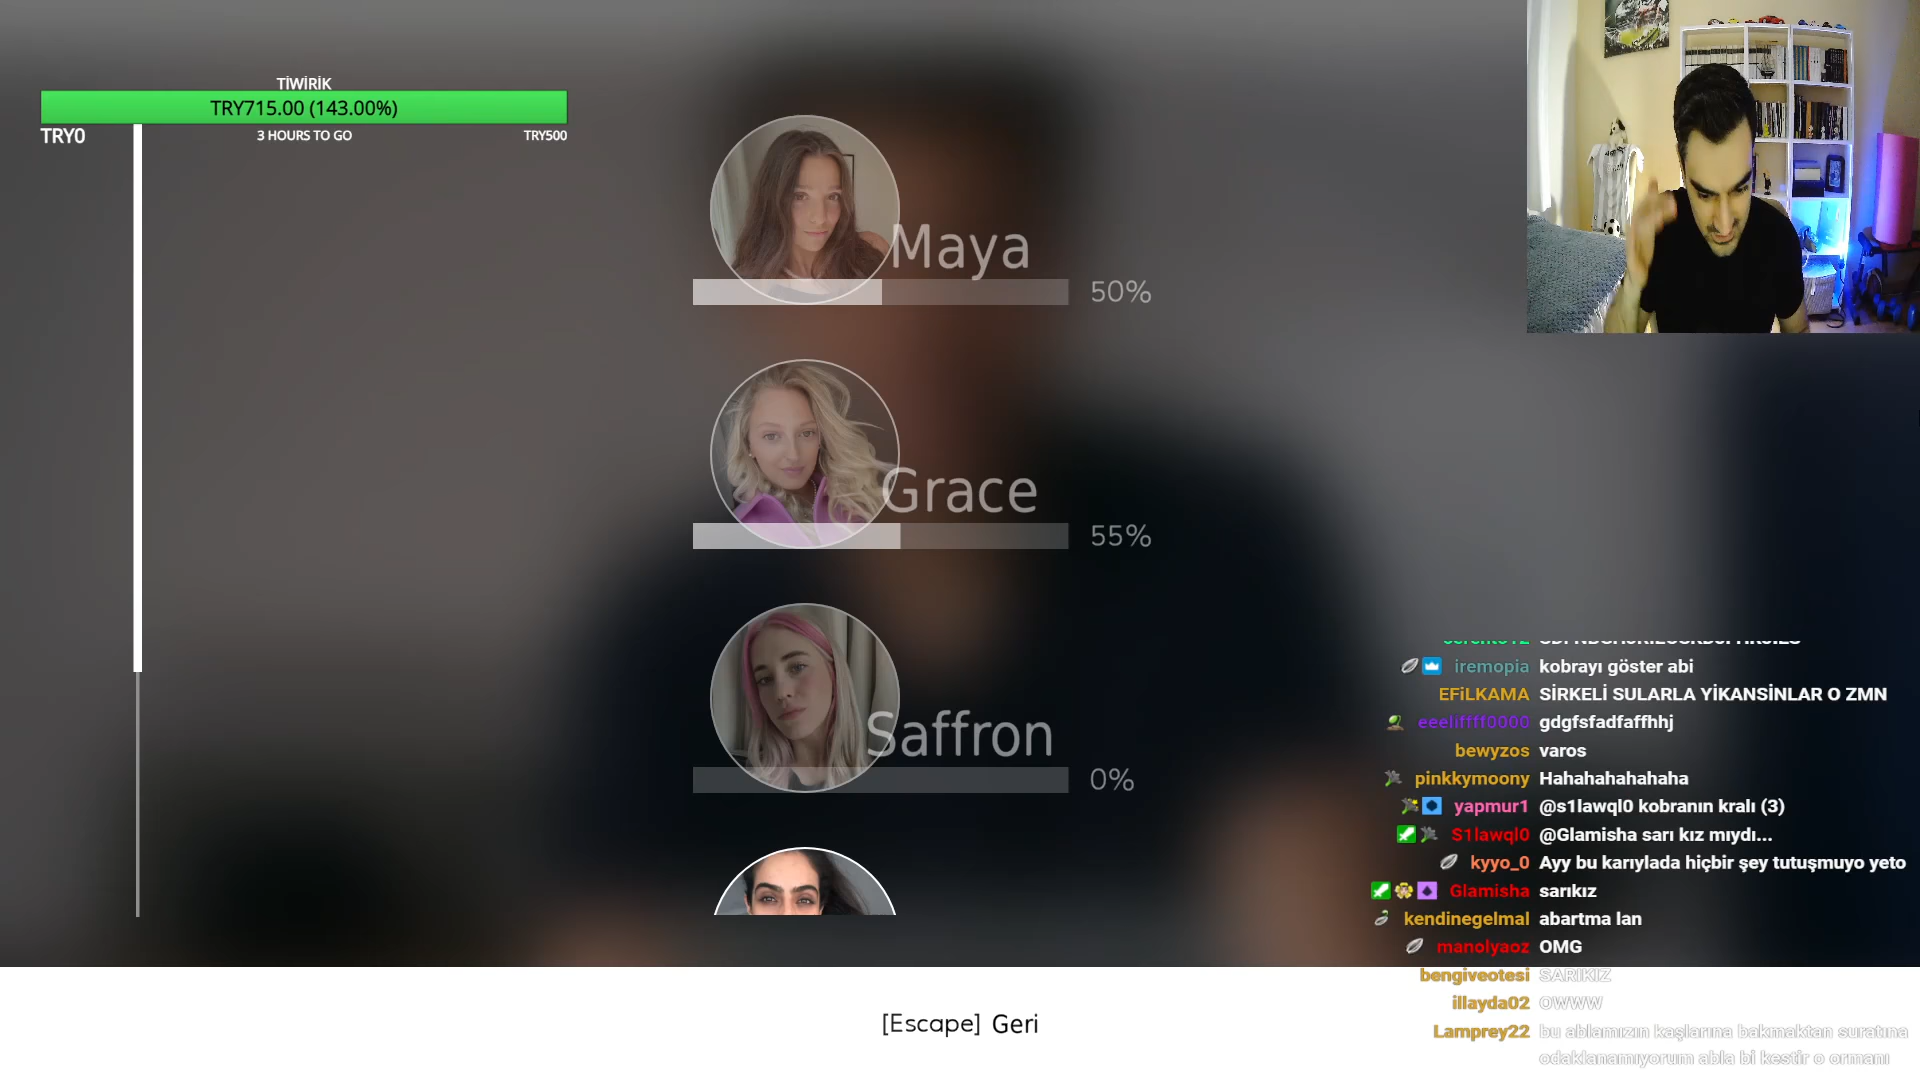 TİWİRİK
TRY715.00 (143.00%)
TRY0
3 HOURS TO GO
TRY500
Maya
50%
Grace
55%
Saffron
0%
iremopia kobrayı göster abi
EFiLKAMA SİRKELİ SULARLA YİKANSİNLAR O ZMN
eeeliffff0000 gdgfsfadfaffhhj
bewyzos varos
pinkkymoony Hahahahahahaha
yapmur1 @s1lawql0 kobranın kralı (3)
S1lawql0 @Glamisha sarı kız mıydı...
kyyo_0 Ayy bu karıylada hiçbir şey tutuşmuyo yeto
Glamisha sarıkız
kendinegelmal abartma lan
manolyaoz OMG
bengiveotesi SARIKIZ
illayda02 OWWW
Lamprey22 bu ablamızın kaşlarına bakmaktan suratına
odaklanamıyorum abla bi kestir o ormanı
[Escape] Geri